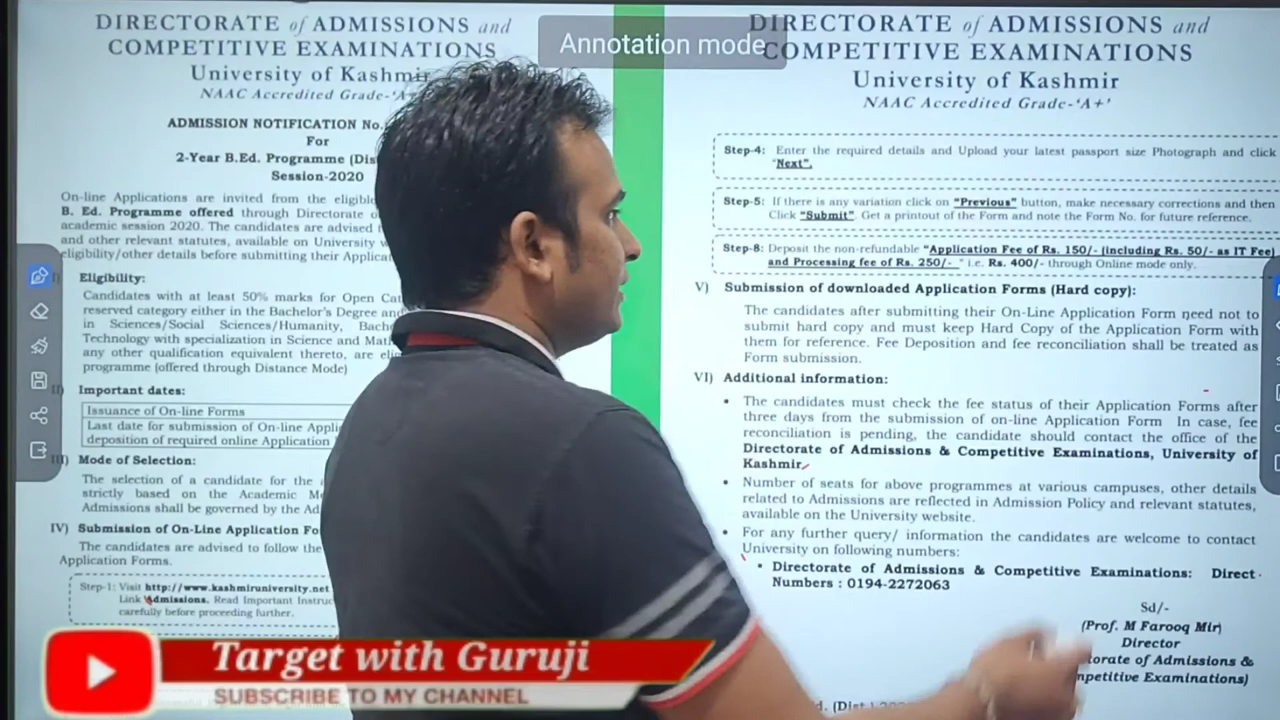 Annotation mode
DIRECTORATE of ADMISSIONS and
COMPETITIVE EXAMINATIONS
University of Kashmir
NAAC Accredited Grade-'A
ADMISSION NOTIFICATION No.
For
2-Year B.Ed. Programme (Dis
Session-2020
On-line Applications are invited from the eligible
B. Ed. Programme offered through Directorate o
academic session 2020. The candidates are advised
and other relevant statutes, available on University w
eligibility/other details before submitting their Applicat
Eligibility:
Candidates with at least 50% marks for Open Cat
reserved category either in the Bachelor's Degree and
in Sciences/Social Sciences/Humanity, Bache
Technology with specialization in Science and Math
any other qualification equivalent thereto, are elig
programme (offered through Distance Mode)
Important dates:
Issuance of On-line Forms
Last date for submission of On-line Appli
deposition of required online Application
III) Mode of Selection:
The selection of a candidate for the a
strictly based on the Academic Me
Admissions shall be governed by the Ad
IV) Submission of On-Line Application Fo
The candidates are advised to follow the
Application Forms.
Step-1: Visit http://www.kashmiruniversity.net
Link Admissions. Read Important Instruc
carefully before proceeding further.
DIRECTORATE of ADMISSIONS and
COMPETITIVE EXAMINATIONS
University of Kashmir
NAAC Accredited Grade-'A+'
Step-4: Enter the required details and Upload your latest passport size Photograph and click
"Next".
Step-5: If there is any variation click on "Previous" button, make necessary corrections and then
Click "Submit". Get a printout of the Form and note the Form No. for future reference.
Step-8: Deposit the non-refundable "Application Fee of Rs. 150/- (including Rs. 50/- as IT Fee)
and Processing fee of Rs. 250/- " i.e. Rs. 400/- through Online mode only.
V) Submission of downloaded Application Forms (Hard copy):
The candidates after submitting their On-Line Application Form need not to
submit hard copy and must keep Hard Copy of the Application Form with
them for reference. Fee Deposition and fee reconciliation shall be treated as
Form submission.
VI) Additional information:
• The candidates must check the fee status of their Application Forms after
three days from the submission of on-line Application Form In case, fee
reconciliation is pending, the candidate should contact the office of the
Directorate of Admissions & Competitive Examinations, University of
Kashmir
• Number of seats for above programmes at various campuses, other details
related to Admissions are reflected in Admission Policy and relevant statutes,
available on the University website.
• For any further query/ information the candidates are welcome to contact
University on following numbers:
• Directorate of Admissions & Competitive Examinations: Direct
Numbers : 0194-2272063
Sd/-
(Prof. M Farooq Mir)
Director
torate of Admissions &
mpetitive Examinations)
d. (Dist.)
Target with Guruji
SUBSCRIBE TO MY CHANNEL